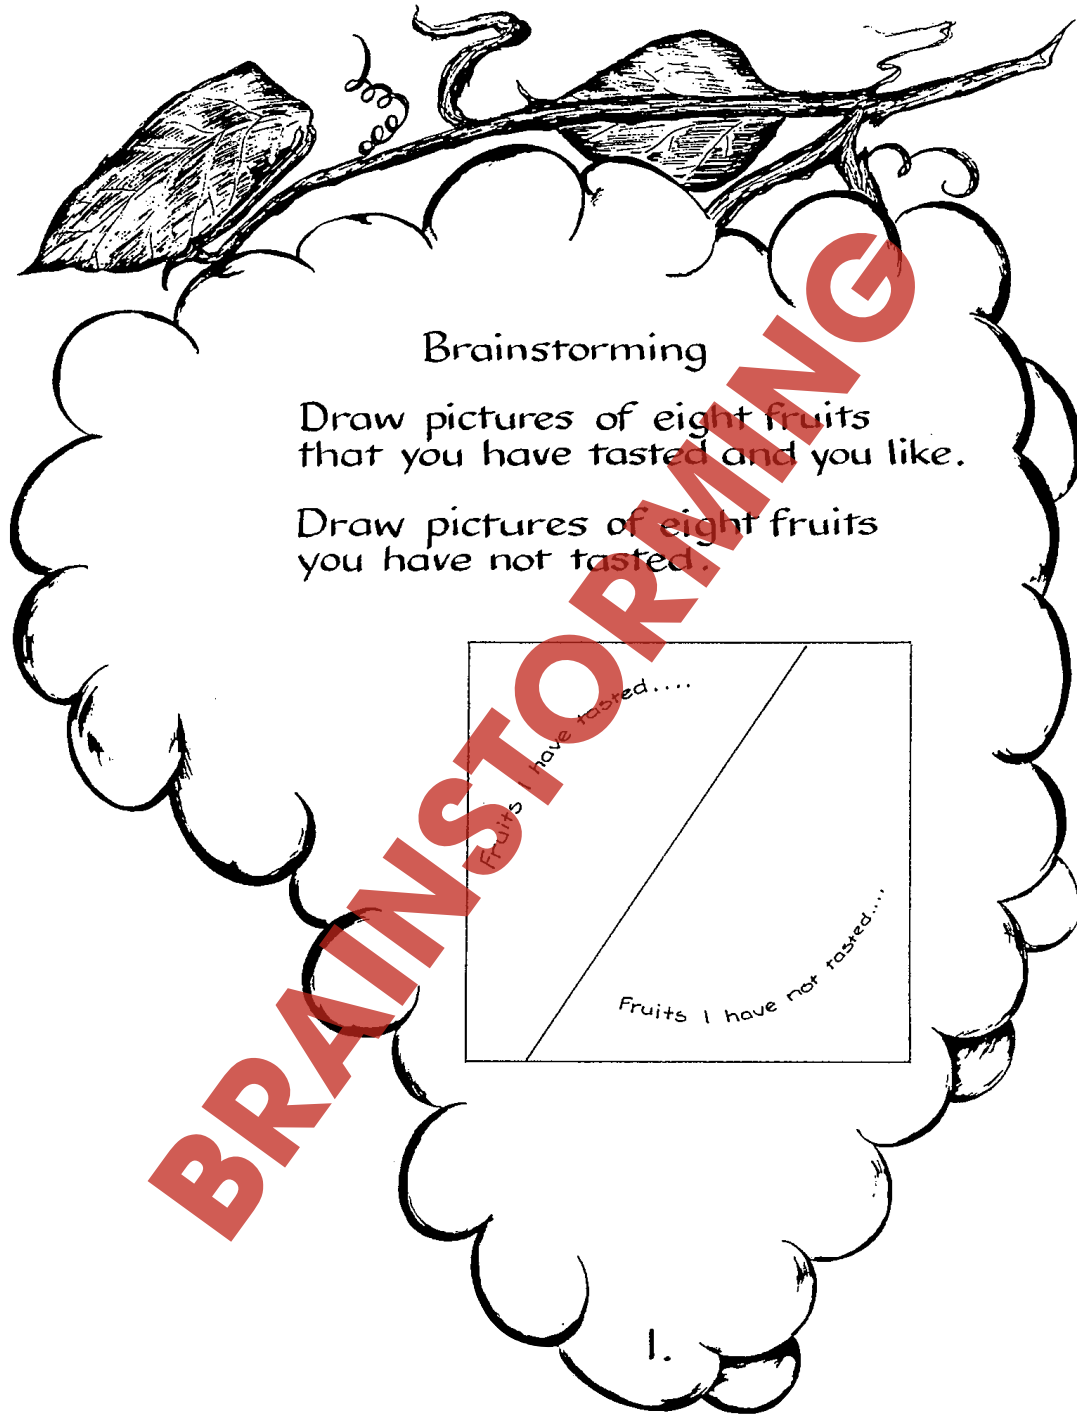 Brainstorming
Draw pictures of eight fruits
that you have tasted and you like.
Draw pictures of eight fruits
you have not tasted.
Fruits I have tasted....
Fruits I have not tasted....
1.
BRAINSTORMING